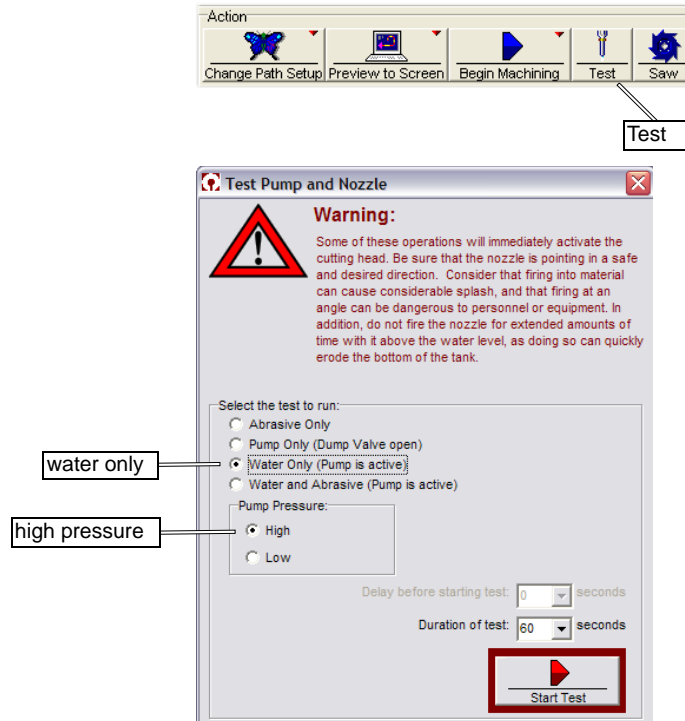 Action
Change Path Setup Preview to Screen Begin Machining Test Saw
Test
Test Pump and Nozzle
Warning:
Some of these operations will immediately activate the
cutting head. Be sure that the nozzle is pointing in a safe
and desired direction. Consider that firing into material
can cause considerable splash, and that firing at an
angle can be dangerous to personnel or equipment. In
addition, do not fire the nozzle for extended amounts of
time with it above the water level, as doing so can quickly
erode the bottom of the tank.
Select the test to run:
Abrasive Only
Pump Only (Dump Valve open)
water only
Water Only (Pump is active)
Water and Abrasive (Pump is active)
Pump Pressure:
high pressure
High
Low
Delay before starting test: 0 seconds
Duration of test: 60 seconds
Start Test